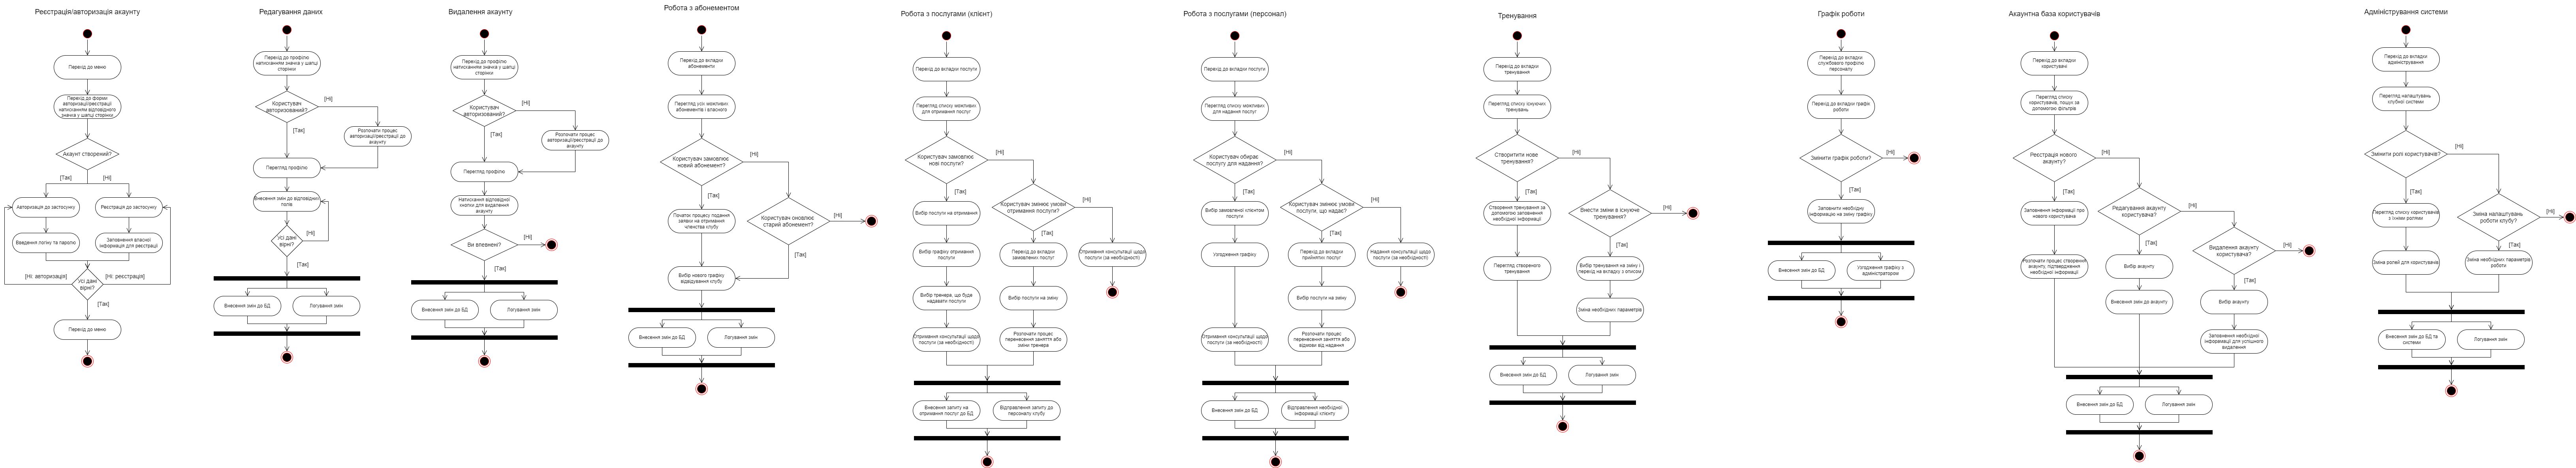 Реєстрація/авторизація акаунту
Перехід до меню
Перехід до форми
авторизації/реєстрації
натисканням відповідного
значка у шапці сторінки
Акаунт створений?
[Так]
[Ні]
Авторизація до застосунку
Реєстрація до застосунку
Введення логіну та паролю
Заповнення власної
інформація для реєстрації
[Ні: авторизація]
[Ні: реєстрація]
Усі дані
вірні?
[Так]
Перехід до меню
Редагування даних
Перехід до профілю
натисканням значка у шапці
сторінки
Користувач
авторизований?
[Ні]
[Так]
Розпочати процес
авторизації/реєстрації до
акаунту
Перегляд профілю
Внесення змін до відповідних
полів
Усі дані
вірні?
[Ні]
[Так]
Внесення змін до БД
Логування змін
Видалення акаунту
Перехід до профілю
натисканням значка у шапці
сторінки
Користувач
авторизований?
[Ні]
[Так]
Розпочати процес
авторизації/реєстрації до
акаунту
Перегляд профілю
Натискання відповідної
кнопки для видалення
акаунту
Ви впевнені?
[Ні]
[Так]
Внесення змін до БД
Логування змін
Робота з абонементом
Перехід до вкладки
абонементи
Перегляд усіх можливих
абонементів і власного
Користувач замовлює
новий абонемент?
[Ні]
[Так]
Початок процесу подання
заявки на отримання
членства клубу
Користувач оновлює
старий абонемент?
[Ні]
[Так]
Вибір нового графіку
відвідування клубу
Внесення змін до БД
Логування змін
Робота з послугами (клієнт)
Перехід до вкладки послуги
Перегляд списку можливих
для отримання послуг
Користувач замовлює
нові послуги?
[Ні]
[Так]
Вибір послуги на отримання
Користувач змінює умови
отримання послуги?
[Ні]
[Так]
Вибір графіку отримання
послуги
Перехід до вкладки
замовлених послуг
Отримання консультації щодо
послуги (за необхідності)
Вибір тренера, що буде
надавати послуги
Вибір послуги на зміну
Отримання консультації щодо
послуги (за необхідності)
Розпочати процес
перенесення заняття або
зміни тренера
Внесення запиту на
отримання послуг до БД
Відправлення запиту до
персоналу клубу
Робота з послугами (персонал)
Перехід до вкладки послуги
Перегляд списку можливих
для надання послуг
Користувач обирає
послугу для надання?
[Ні]
[Так]
Вибір замовленої клієнтом
послуги
Користувач змінює умови
послуги, що надає?
[Ні]
[Так]
Узгодження графіку
Перехід до вкладки
прийнятих послуг
Надання консультації щодо
послуги (за необхідності)
Вибір послуги на зміну
Отримання консультації щодо
послуги (за необхідності)
Розпочати процес
перенесення заняття або
відмови від надання
Внесення змін до БД
Відправлення необхідної
інформації клієнту
Тренування
Перехід до вкладки
тренування
Перегляд списку існуючих
тренувань
Створитити нове
тренування?
[Ні]
[Так]
Створення тренування за
допомогою заповнення
необхідної інформації
Внести зміни в існуюче
тренування?
[Ні]
[Так]
Перегляд створеного
тренування
Вибір тренування на зміну і
перехід на вкладку з описом
Зміна необхідних параметрів
Внесення змін до БД
Логування змін
Графік роботи
Перехід до вкладки
службового профілю
персоналу
Перехід до вкладки графік
роботи
Змінити графік роботи?
[Ні]
[Так]
Заповнити необхідну
інформацію на зміну графіку
Внесення змін до БД
Узгодження графіку з
адміністратором
Акаунтна база користувачів
Перехід до вкладки
користувачі
Перегляд списку
користувачів, пошук за
допомогою фільтрів
Реєстрація нового
акаунту?
[Ні]
[Так]
Заповнення інформації про
нового користувача
Редагування акаунту
користувача?
[Ні]
[Так]
Видалення акаунту
користувача?
[Ні]
[Так]
Розпочати процес створення
акаунту, підтвердження
необхідної інформації
Вибір акаунту
Внесення змін до акаунту
Вибір акаунту
Заповнення необхідної
інформації для успішного
видалення
Внесення змін до БД
Логування змін
Адміністрування системи
Перехід до вкладки
адміністрування
Перегляд налаштувань
клубної системи
Змінити ролі користувачів?
[Ні]
[Так]
Перегляд списку користувачів
з їхніми ролями
Зміна налаштувань
роботи клубу?
[Ні]
[Так]
Зміна ролей для користувачів
Зміна необхідних параметрів
роботи
Внесення змін до БД та
системи
Логування змін